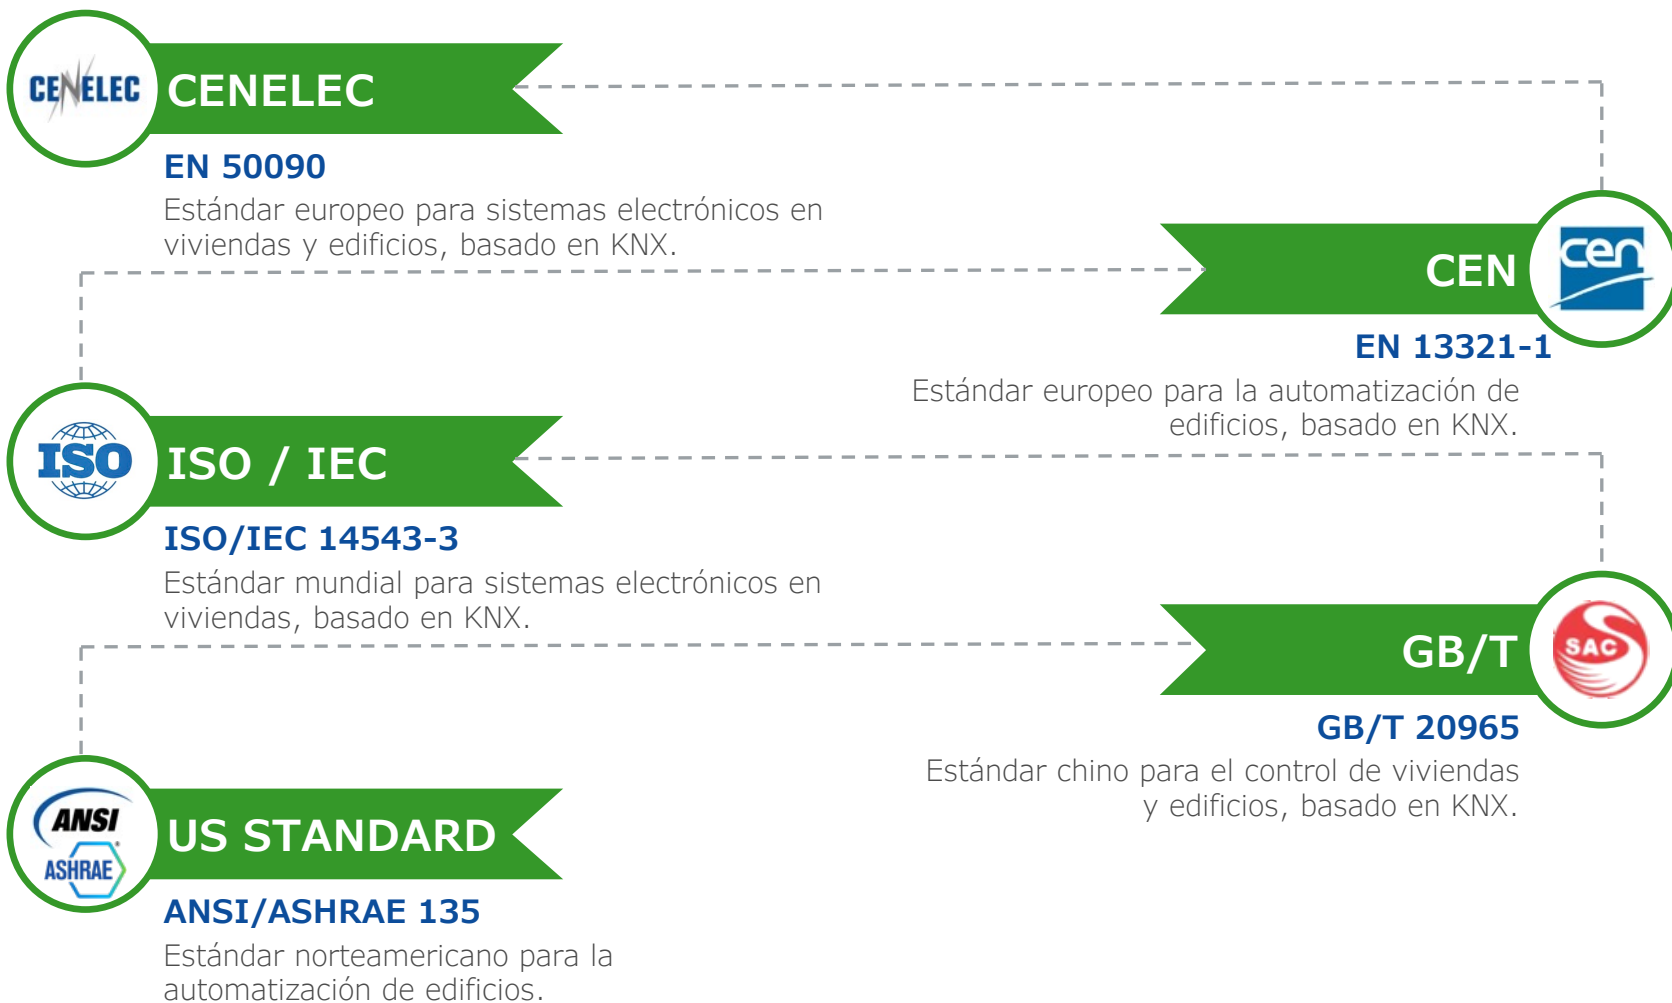 CENELEC
CENELEC
EN 50090
Estándar europeo para sistemas electrónicos en
viviendas y edificios, basado en KNX.
CEN
cen
EN 13321-1
Estándar europeo para la automatización de
edificios, basado en KNX.
ISO
ISO / IEC
ISO/IEC 14543-3
Estándar mundial para sistemas electrónicos en
viviendas, basado en KNX.
GB/T
SAC
GB/T 20965
Estándar chino para el control de viviendas
y edificios, basado en KNX.
ANSI
ASHRAE
US STANDARD
ANSI/ASHRAE 135
Estándar norteamericano para la
automatización de edificios.